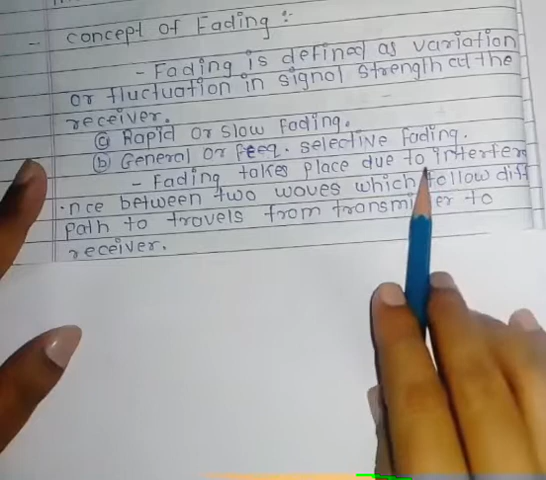 - concept of Fading :-
- Fading is defined as variation
or fluctuation in signal strength at the
receiver.
(a) Rapid or slow fading.
(b) General or freq. selective fading.
- Fading takes place due to interfer
nce between two waves which follow diff
path to travels from transmitter to
receiver.